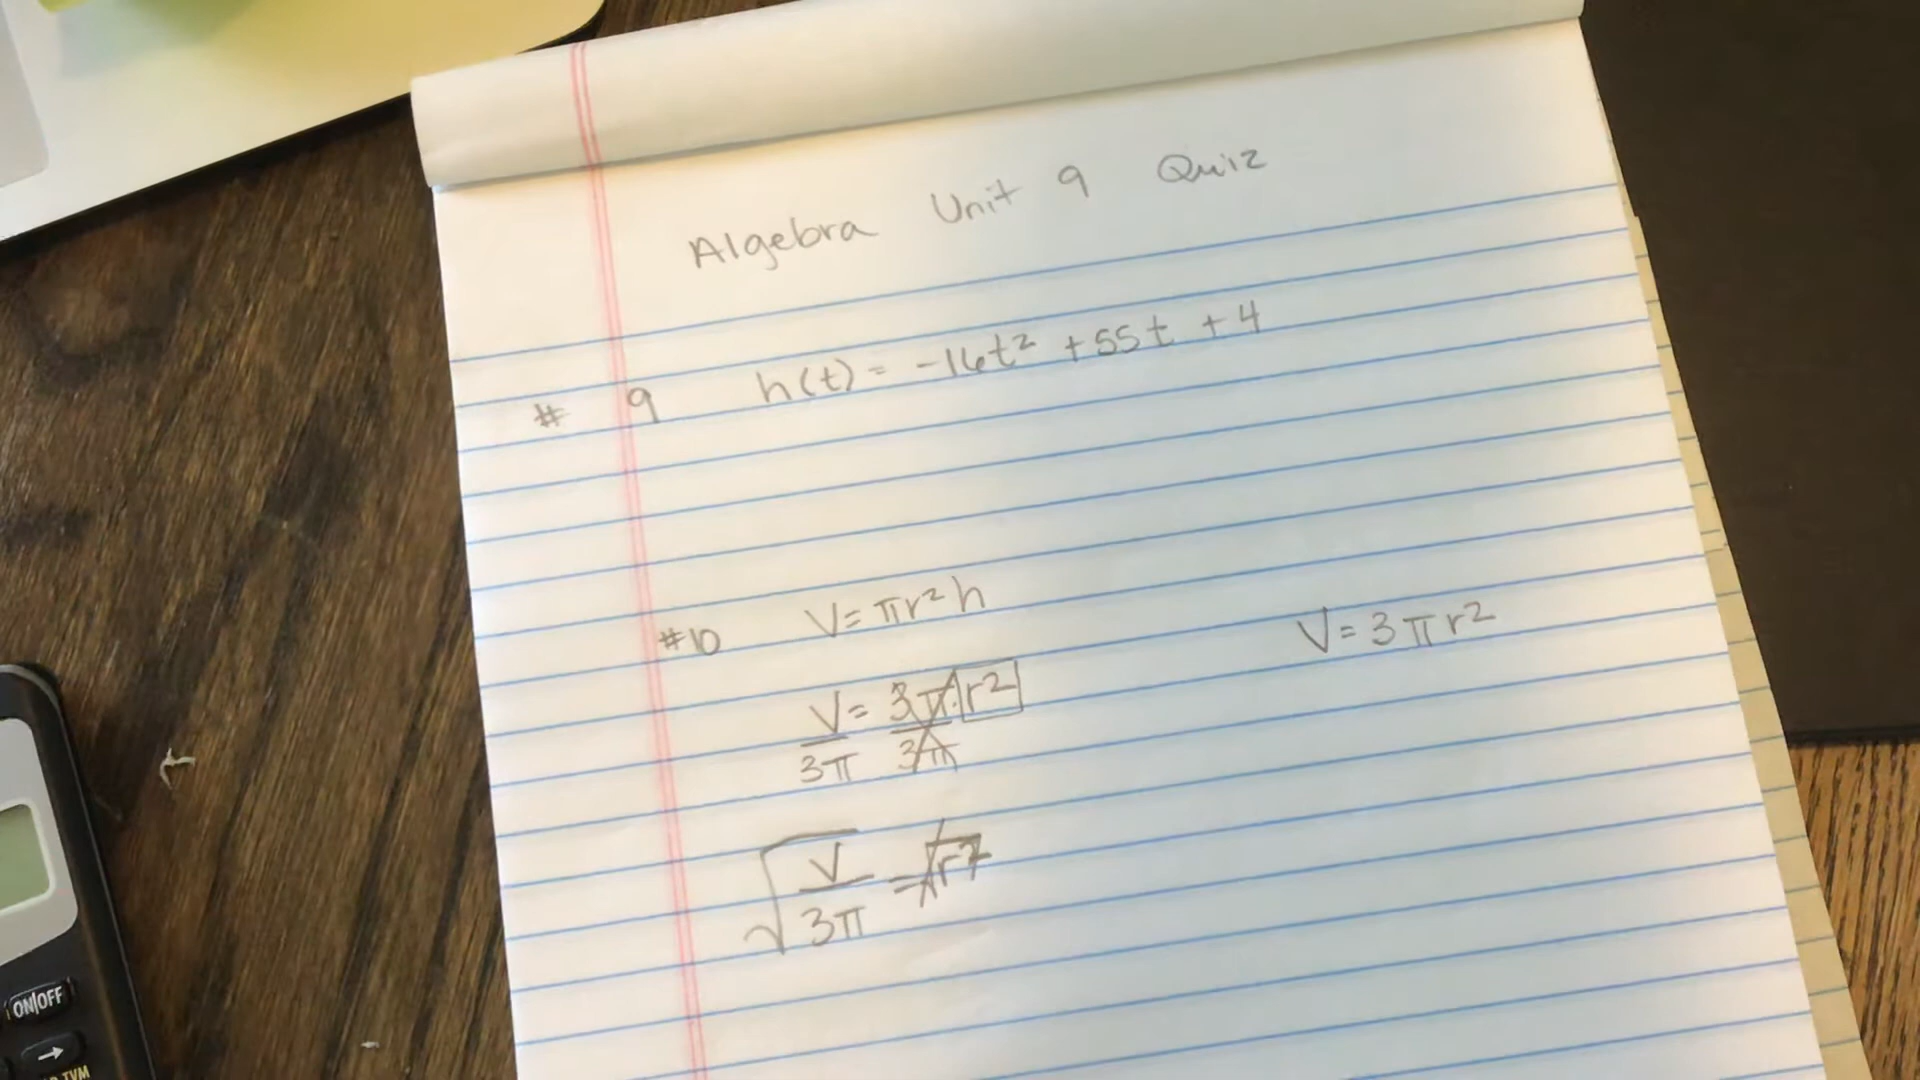 Algebra Unit 9 Quiz
# 9 h(t) = -16t² + 55t + 4
#10 V = πr²h
V = 3πr²
V = 3π·r²
3π 3π
√ V = √r²
3π
ON|OFF
→
TVM